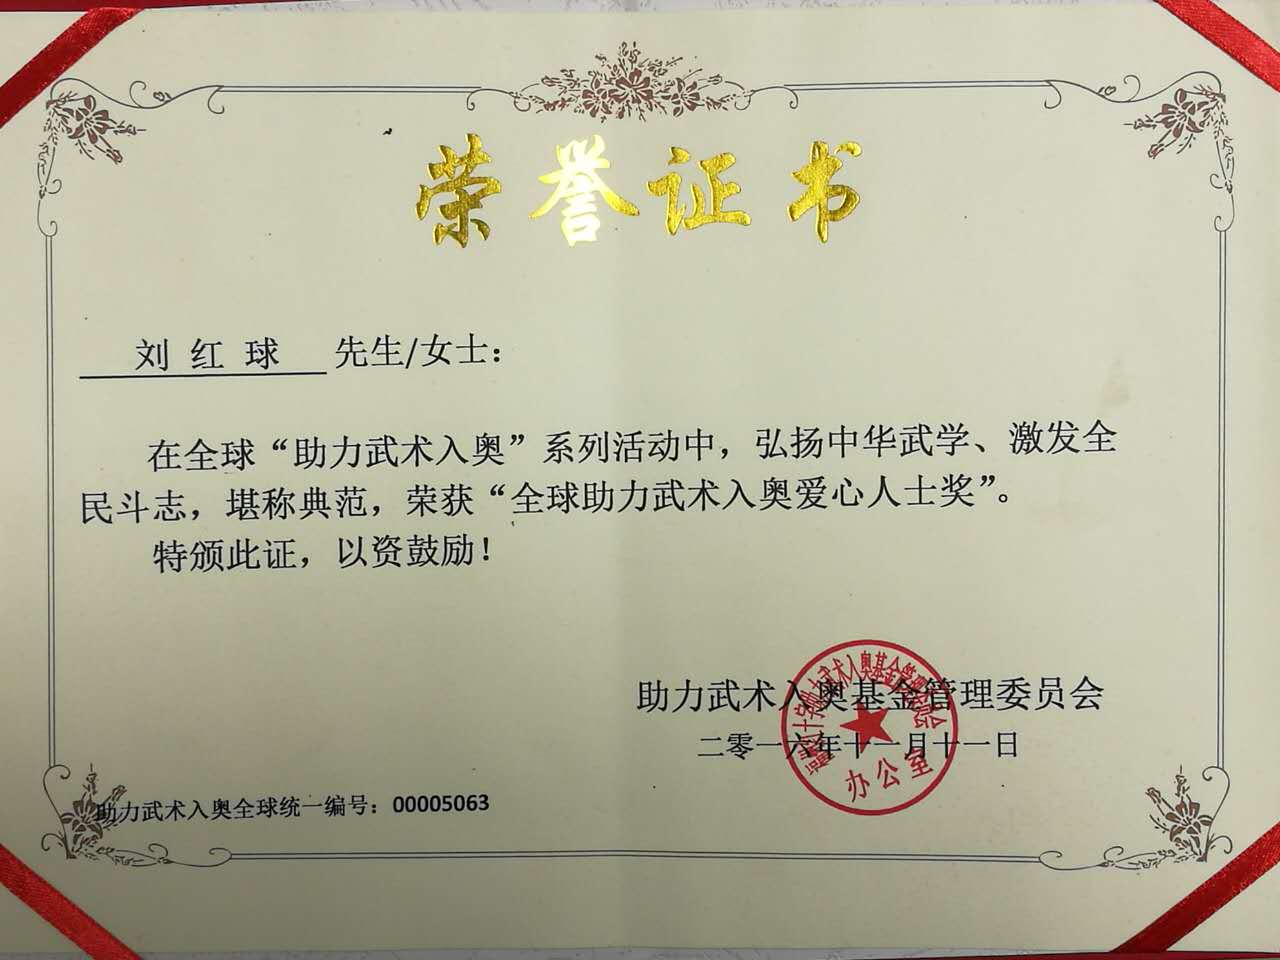 荣誉证书
刘红球 先生/女士：
在全球“助力武术入奥”系列活动中，弘扬中华武学、激发全
民斗志，堪称典范，荣获“全球助力武术入奥爱心人士奖”。
特颁此证，以资鼓励！
助力武术入奥基金管理委员会
二零一六年十一月十一日
办公室
助力武术入奥全球统一编号：00005063